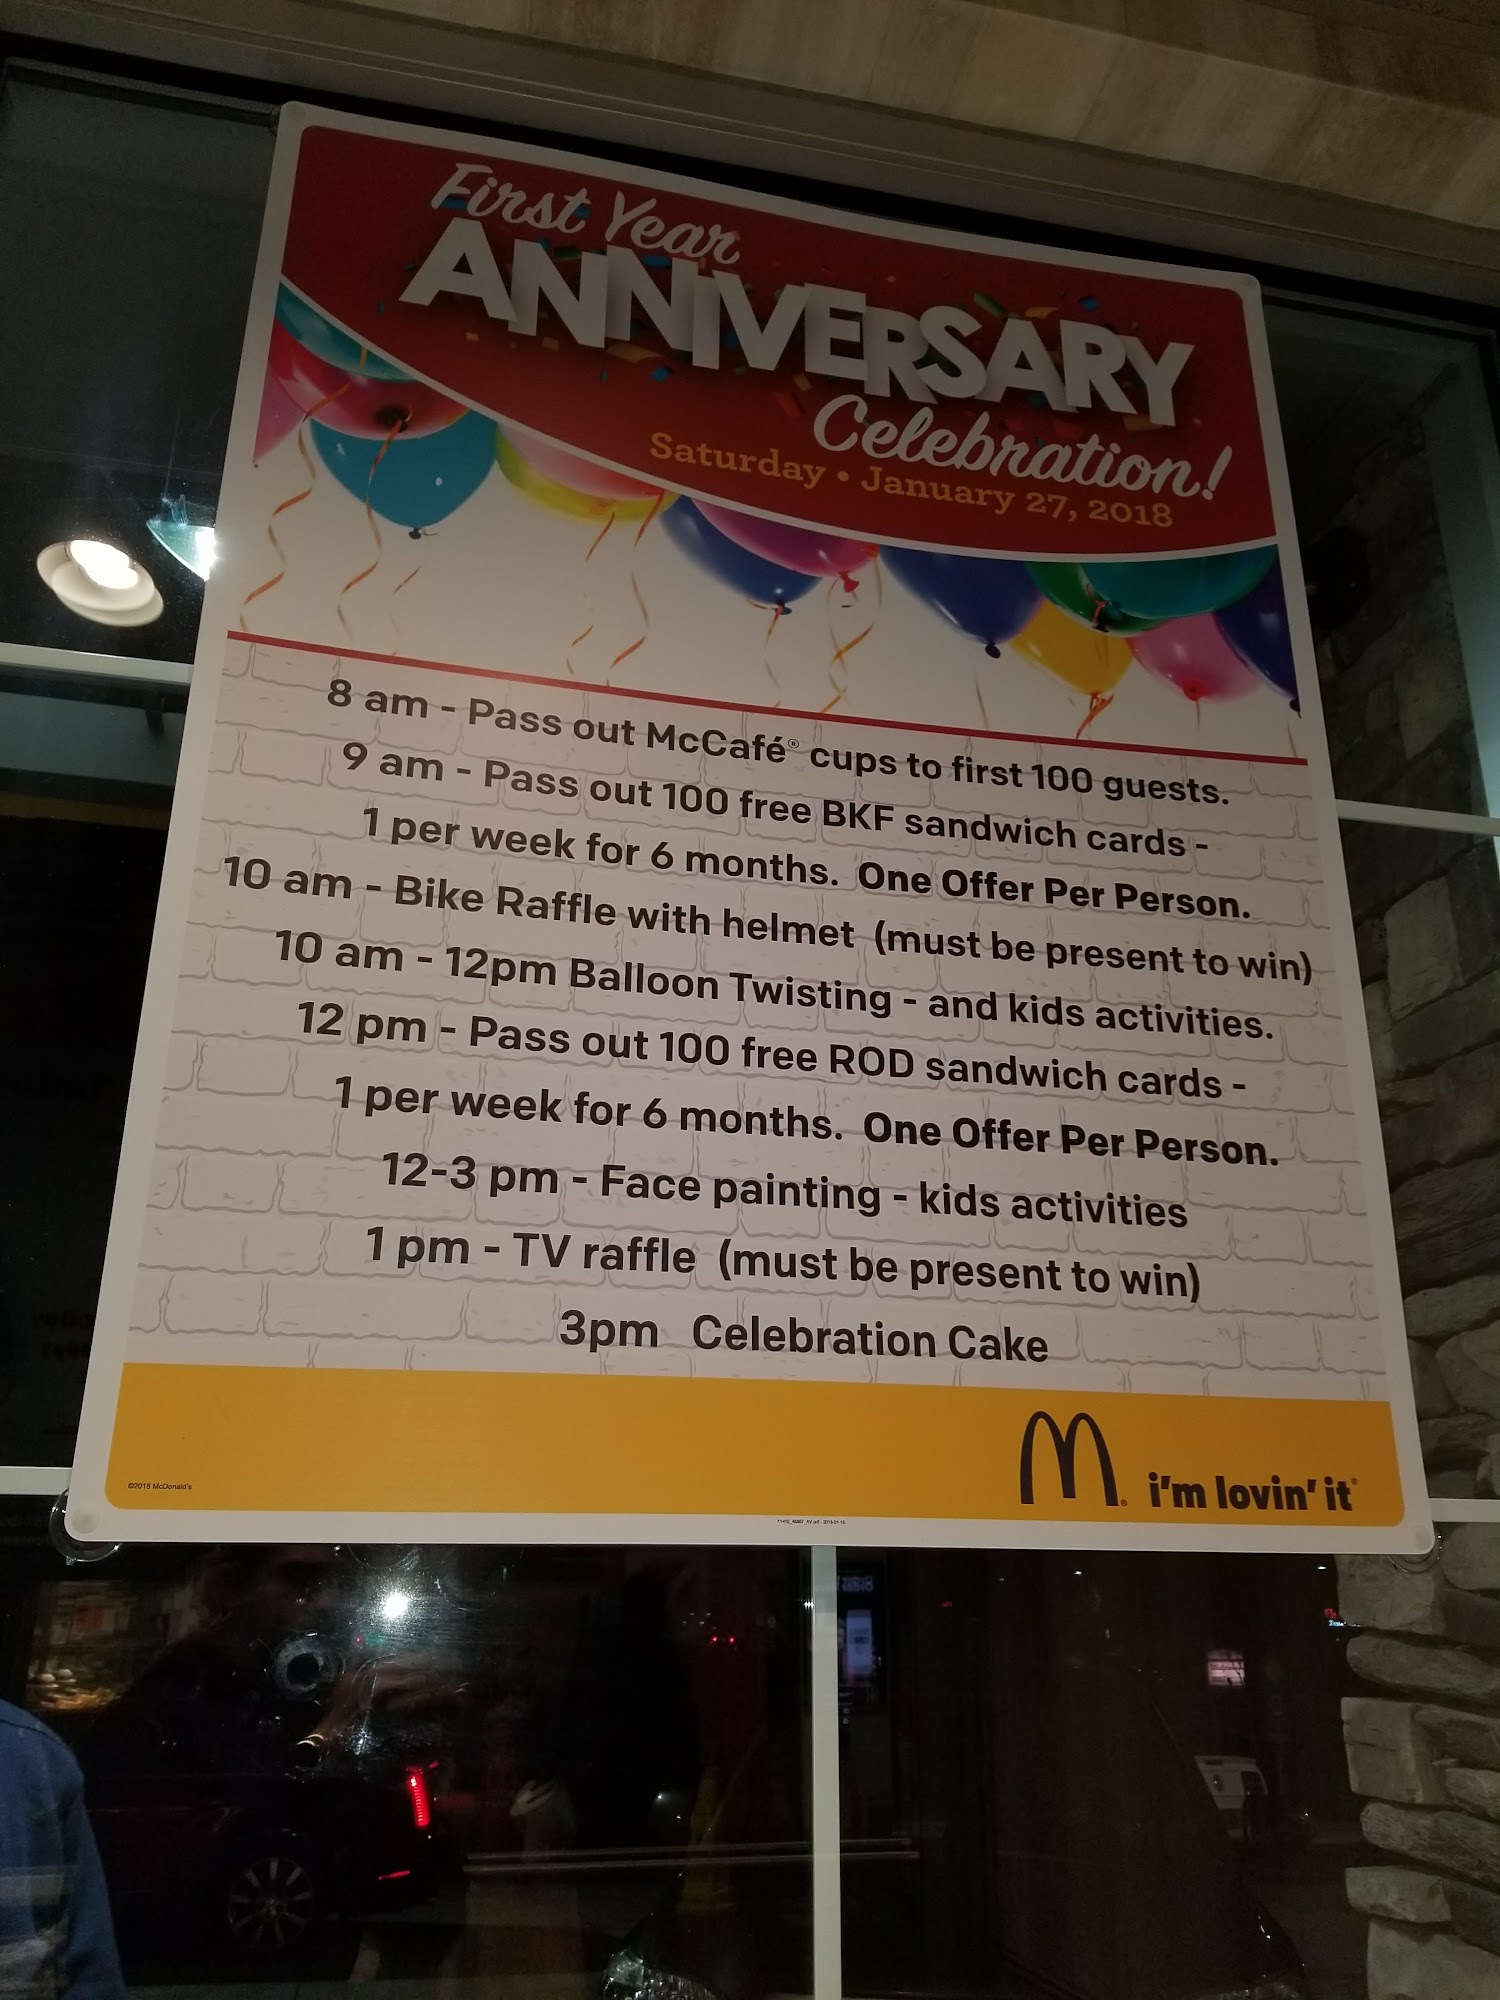 First Year
ANNIVERSARY
Celebration!
Saturday • January 27, 2018
8 am - Pass out McCafé® cups to first 100 guests.
9 am - Pass out 100 free BKF sandwich cards -
1 per week for 6 months. One Offer Per Person.
10 am - Bike Raffle with helmet (must be present to win)
10 am - 12pm Balloon Twisting - and kids activities.
12 pm - Pass out 100 free ROD sandwich cards -
1 per week for 6 months. One Offer Per Person.
12-3 pm - Face painting - kids activities
1 pm - TV raffle (must be present to win)
3pm Celebration Cake
i'm lovin' it®
©2018 McDonald's